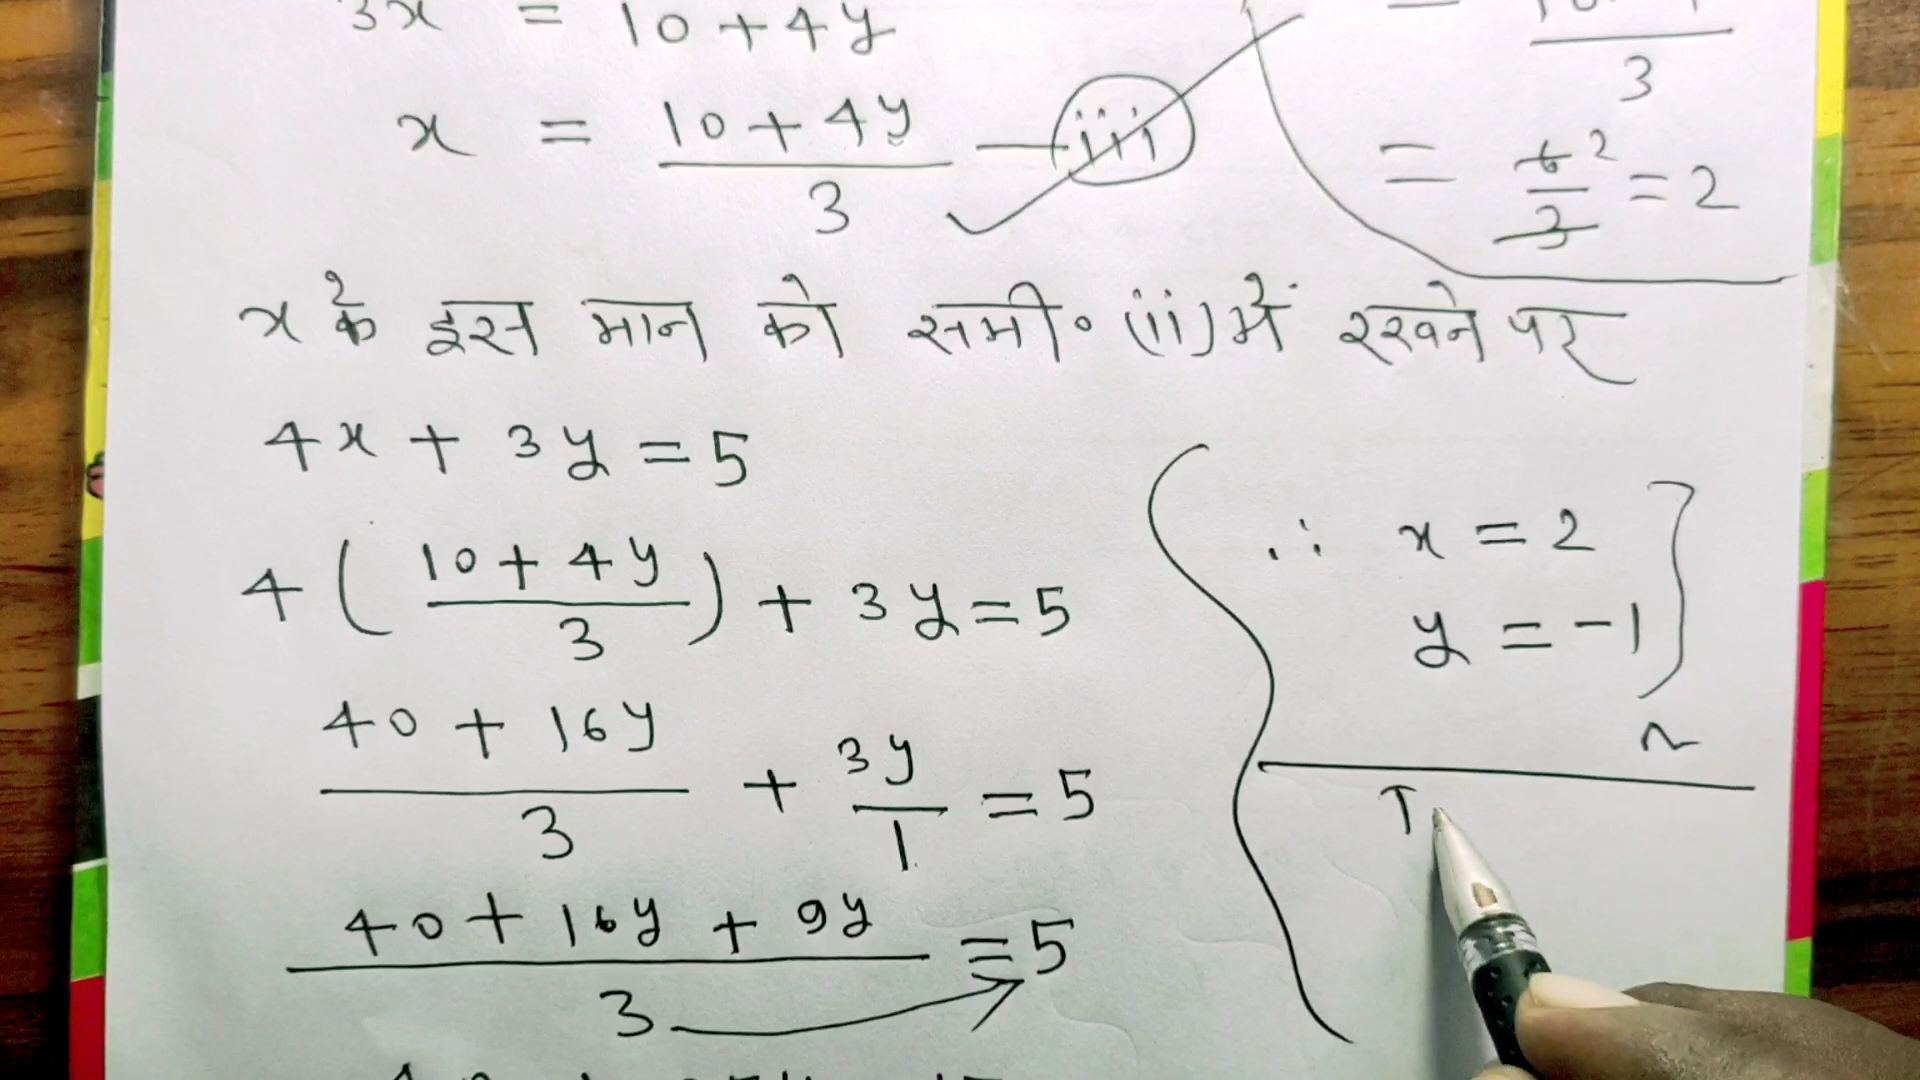 3x = 10 + 4y
x = 10 + 4y / 3 — (iii)
x के इस मान को समी० (ii) में रखने पर
4x + 3y = 5
4 ( 10 + 4y / 3 ) + 3y = 5
40 + 16y / 3 + 3y / 1 = 5
40 + 16y + 9y / 3 = 5
3
= 6 2 / 3 = 2
∴ x = 2
y = -1
T